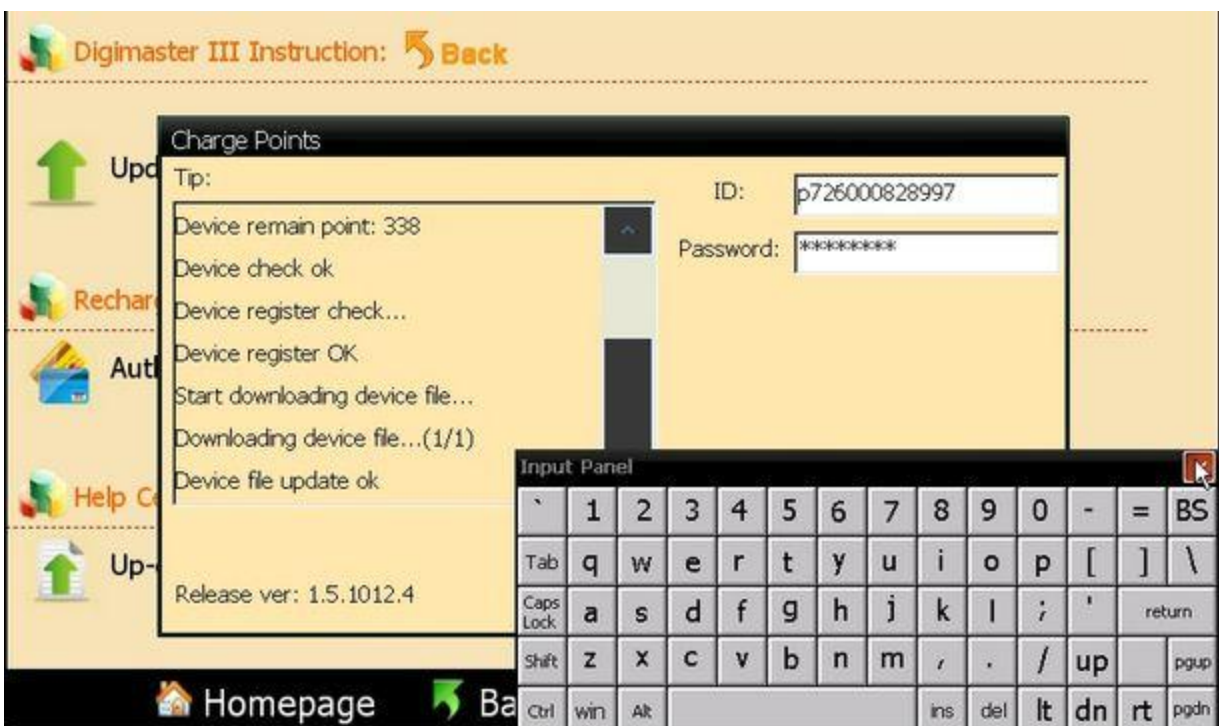 Digimaster III Instruction: Back
Charge Points
Upd
Tip:
ID: p726000828997
Device remain point: 338
Password: *********
Device check ok
Rechar
Device register check...
Device register OK
Aut
Start downloading device file...
Downloading device file...(1/1)
Device file update ok
Help C
Up-
Release ver: 1.5.1012.4
Input Panel
` 1 2 3 4 5 6 7 8 9 0 - = BS
Tab q w e r t y u i o p [ ] \
Caps Lock a s d f g h j k l ; ' return
Shift z x c v b n m , . / up pgup
Ctrl win Alt ins del lt dn rt pgdn
Homepage Ba